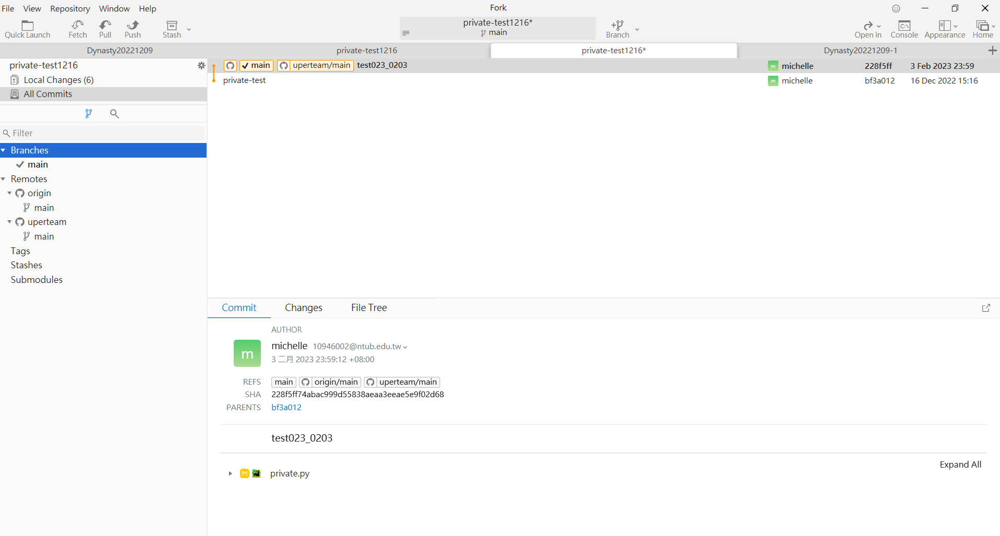 File View Repository Window Help
Fork
Quick Launch Fetch Pull Push Stash
private-test1216*
main
Branch
Open in Console Appearance Home
Dynasty20221209 private-test1216 private-test1216* Dynasty20221209-1
private-test1216
Local Changes (6)
All Commits
Filter
Branches
main
Remotes
origin
main
uperteam
main
Tags
Stashes
Submodules
main uperteam/main test023_0203 m michelle 228f5ff 3 Feb 2023 23:59
private-test m michelle bf3a012 16 Dec 2022 15:16
Commit Changes File Tree
AUTHOR
m
michelle 10946002@ntub.edu.tw
3 二月 2023 23:59:12 +08:00
REFS main origin/main uperteam/main
SHA 228f5ff74abac999d55838aeaa3eeae5e9f02d68
PARENTS bf3a012
test023_0203
Expand All
M private.py